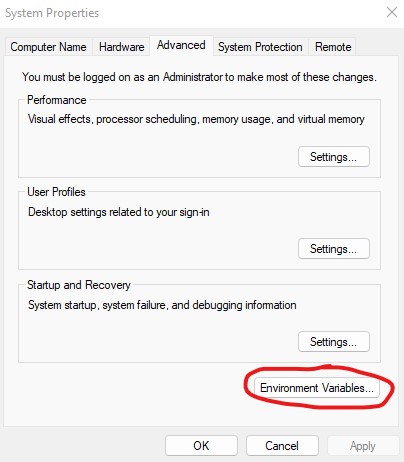 System Properties
Computer Name Hardware Advanced System Protection Remote
You must be logged on as an Administrator to make most of these changes.
Performance
Visual effects, processor scheduling, memory usage, and virtual memory
Settings...
User Profiles
Desktop settings related to your sign-in
Settings...
Startup and Recovery
System startup, system failure, and debugging information
Settings...
Environment Variables...
OK Cancel Apply